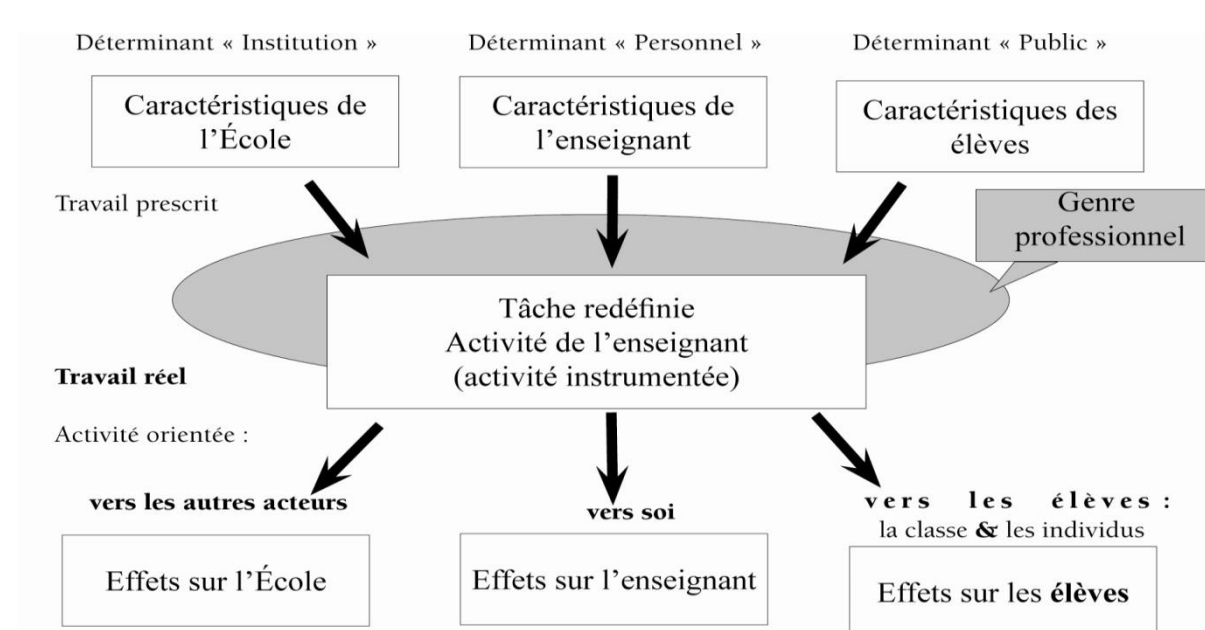 Déterminant « Institution »
Déterminant « Personnel »
Déterminant « Public »
Caractéristiques de
l’École
Caractéristiques de
l’enseignant
Caractéristiques des
élèves
Travail prescrit
Genre
professionnel
Tâche redéfinie
Activité de l’enseignant
(activité instrumentée)
Travail réel
Activité orientée :
vers les autres acteurs
vers soi
vers les élèves :
la classe & les individus
Effets sur l’École
Effets sur l’enseignant
Effets sur les élèves